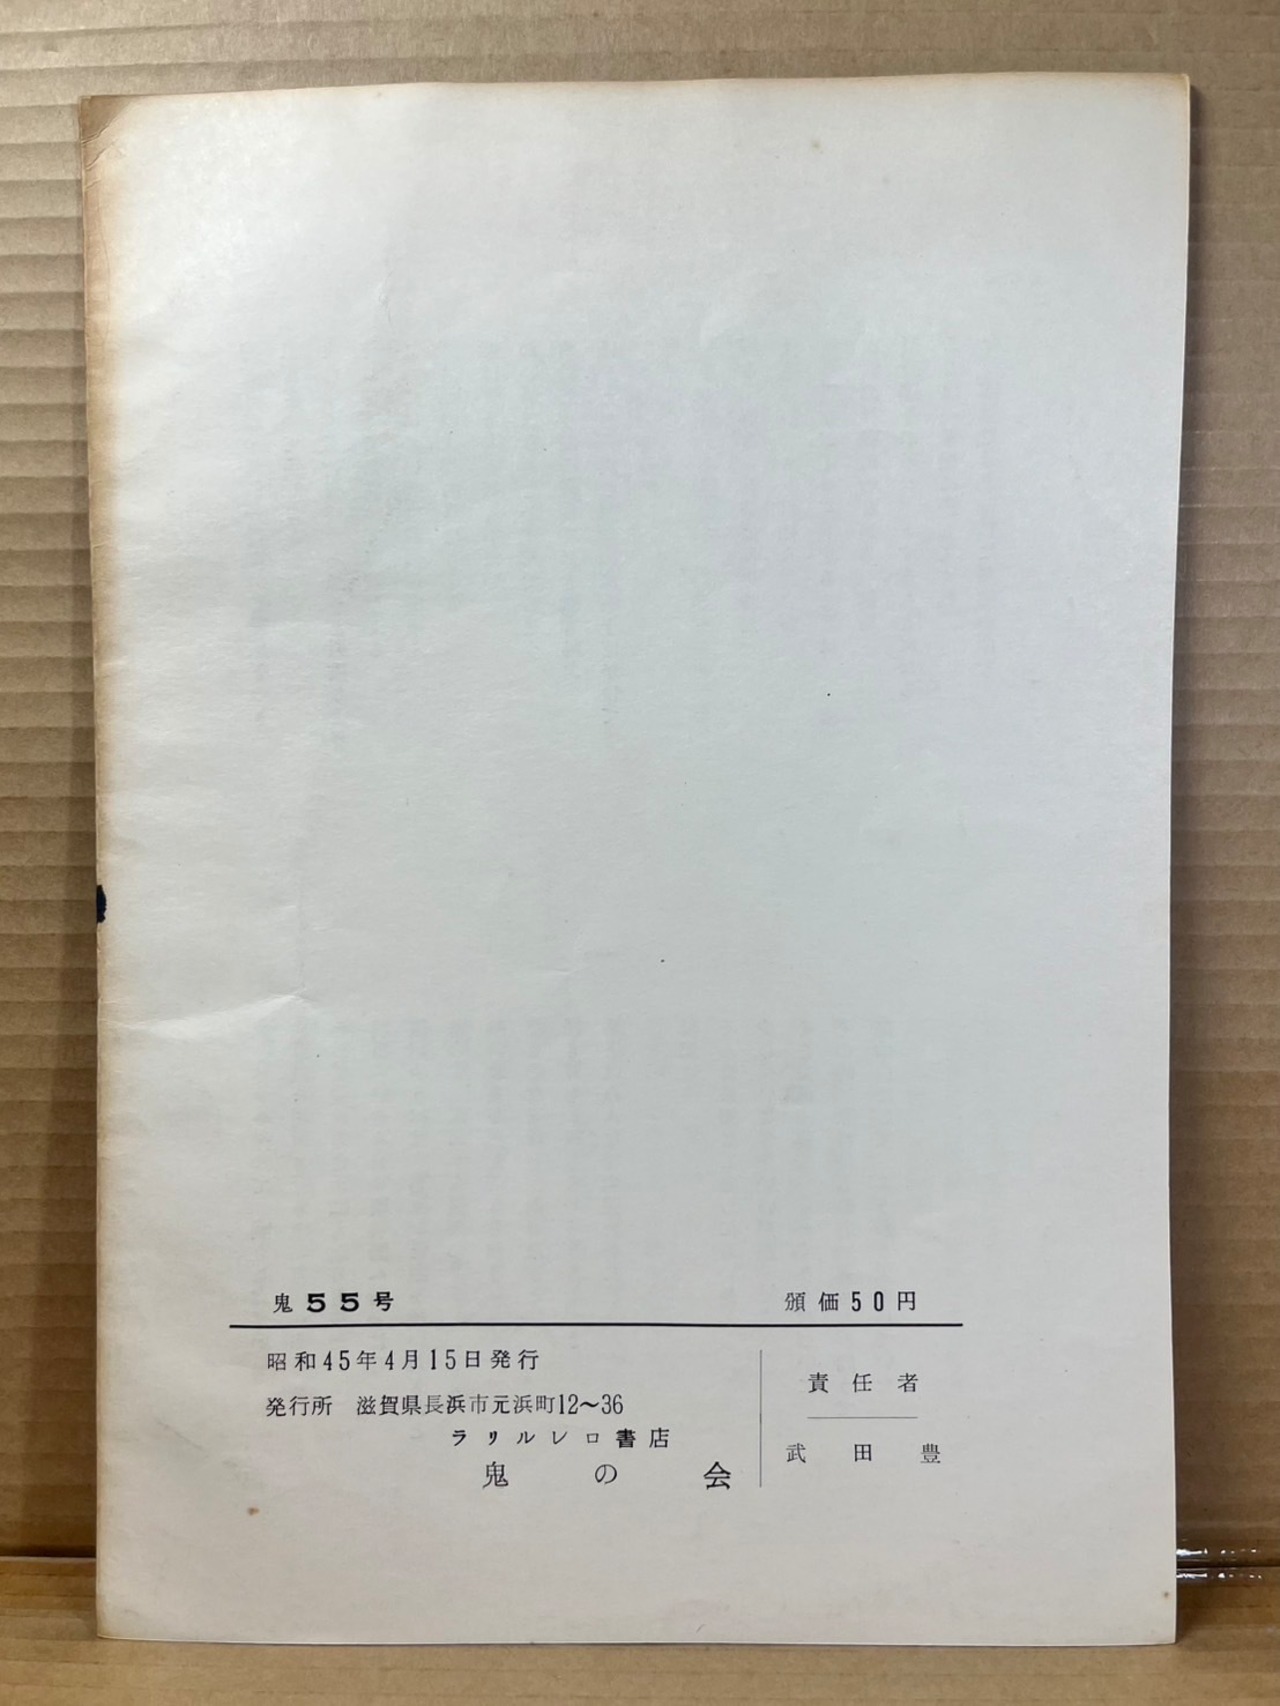 鬼55号
頒価50円
昭和45年4月15日発行
発行所　滋賀県長浜市元浜町12〜36
ラリルレロ書店
鬼の会
責任者
武田豊